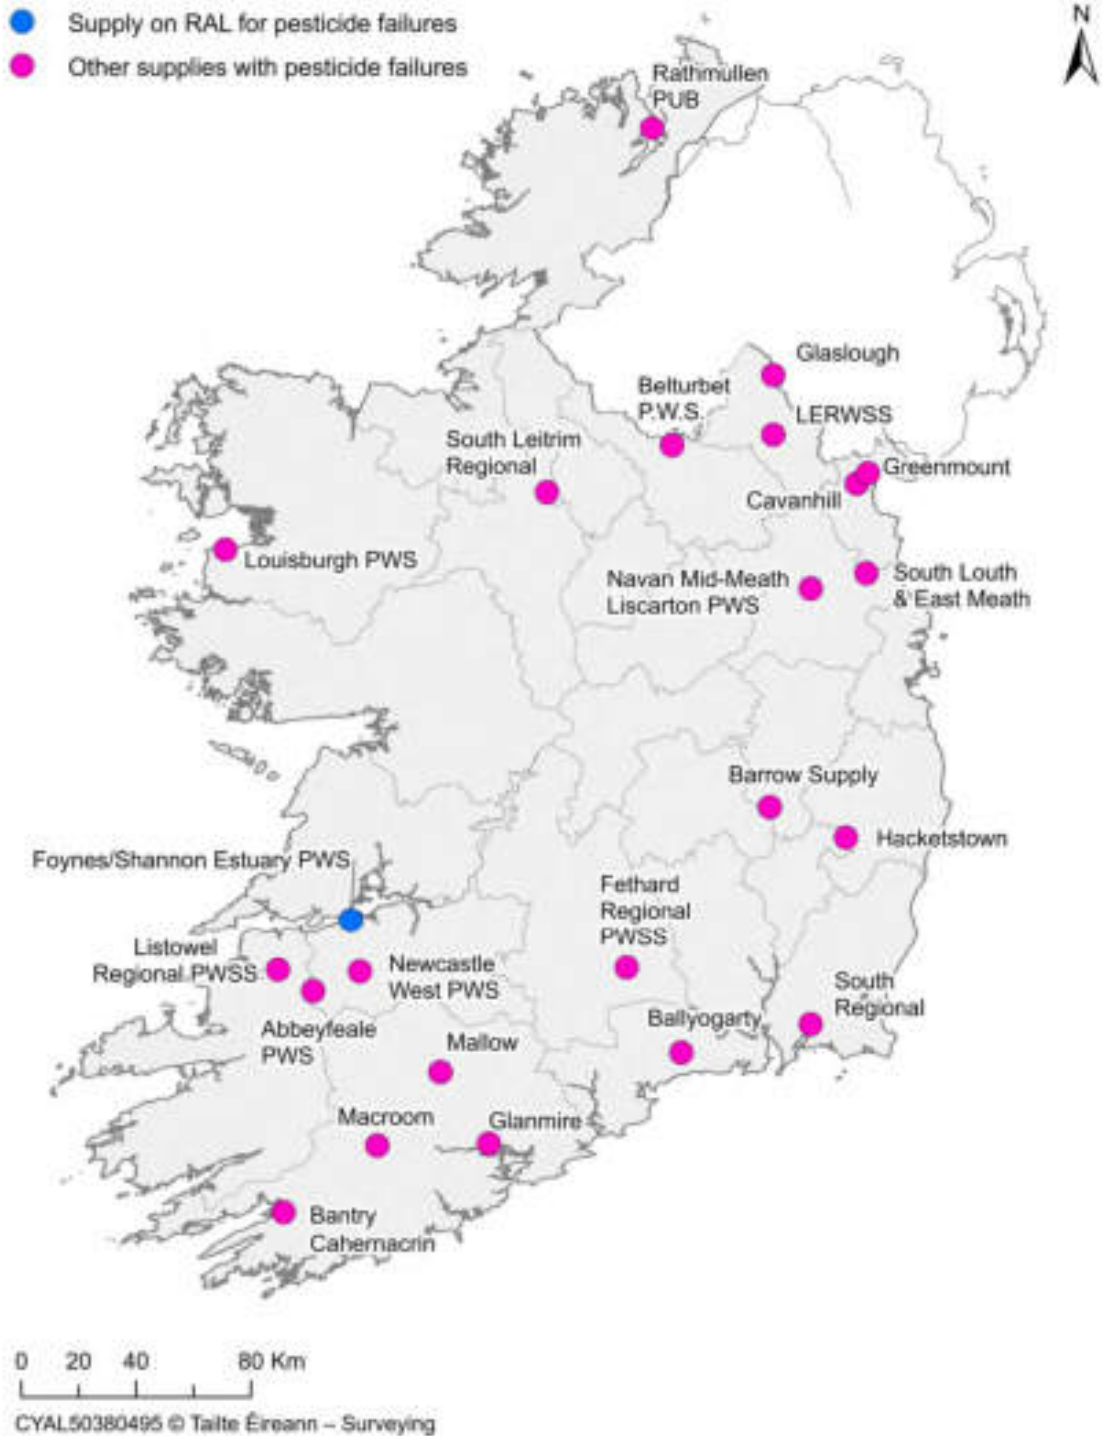 Supply on RAL for pesticide failures
Other supplies with pesticide failures
N
Rathmullen
PUB
Glaslough
Belturbet
P.W.S.
LERWSS
South Leitrim
Regional
Greenmount
Cavanhill
Louisburgh PWS
Navan Mid-Meath
Liscarton PWS
South Louth
& East Meath
Barrow Supply
Hacketstown
Foynes/Shannon Estuary PWS
Fethard
Regional
PWSS
Listowel
Regional PWSS
Newcastle
West PWS
South
Regional
Abbeyfeale
PWS
Ballyogarty
Mallow
Macroom
Glanmire
Bantry
Cahernacrin
0 20 40 80 Km
CYAL50380495 © Tailte Éireann – Surveying